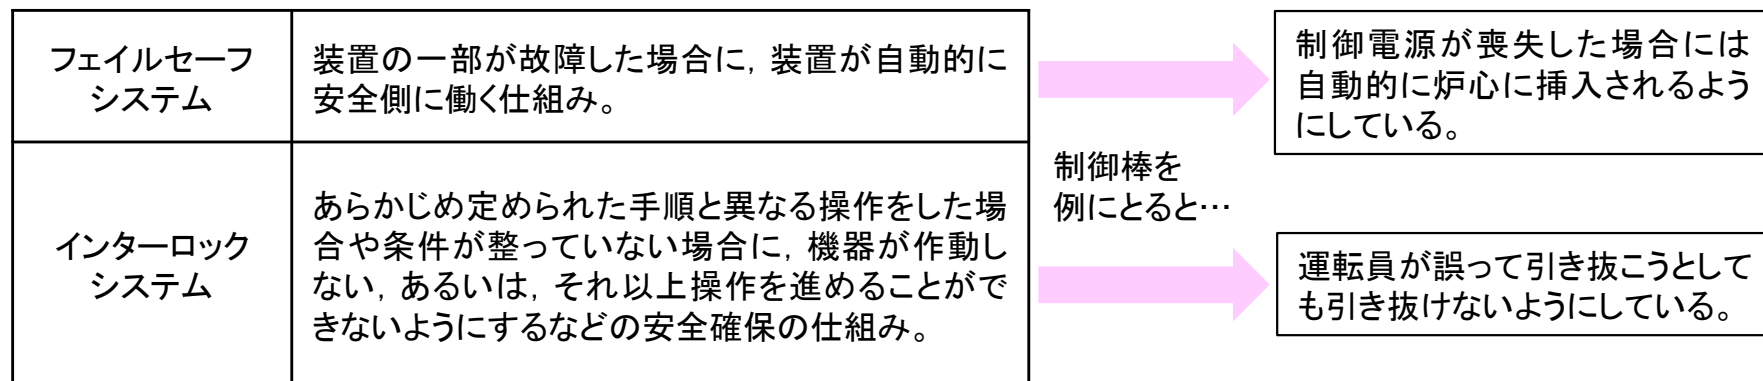 フェイルセーフ
システム
装置の一部が故障した場合に，装置が自動的に
安全側に働く仕組み。
制御電源が喪失した場合には
自動的に炉心に挿入されるよう
にしている。
制御棒を
例にとると…
インターロック
システム
あらかじめ定められた手順と異なる操作をした場
合や条件が整っていない場合に，機器が作動し
ない，あるいは，それ以上操作を進めることがで
きないようにするなどの安全確保の仕組み。
運転員が誤って引き抜こうとして
も引き抜けないようにしている。